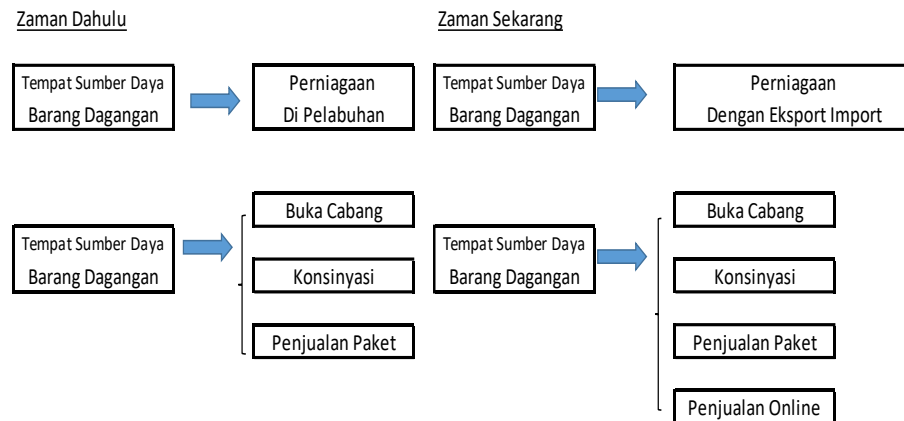 Zaman Dahulu
Zaman Sekarang
Tempat Sumber Daya
Barang Dagangan
Perniagaan
Di Pelabuhan
Tempat Sumber Daya
Barang Dagangan
Perniagaan
Dengan Eksport Import
Tempat Sumber Daya
Barang Dagangan
Buka Cabang
Konsinyasi
Penjualan Paket
Tempat Sumber Daya
Barang Dagangan
Buka Cabang
Konsinyasi
Penjualan Paket
Penjualan Online